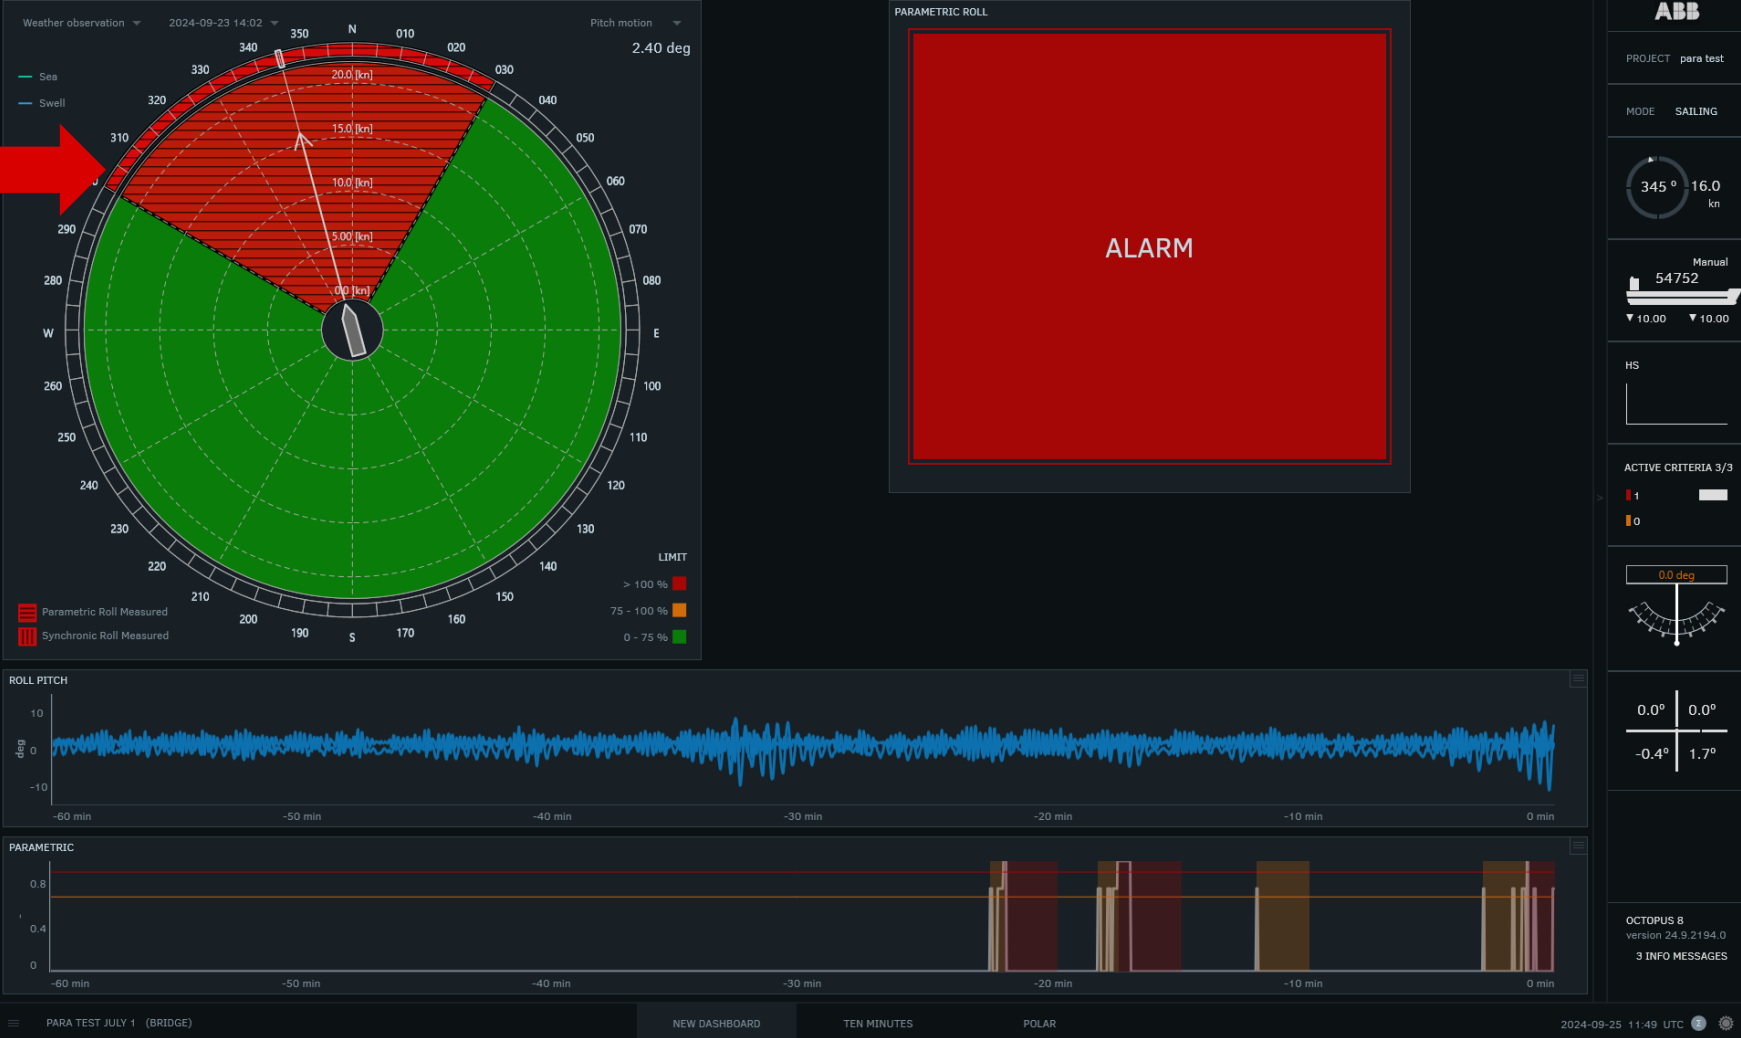 Weather observation
2024-09-23 14:02
Pitch motion
2.40 deg
Sea
Swell
N
010
020
030
040
050
060
070
080
E
100
110
120
130
140
150
160
170
S
190
200
210
220
230
240
250
260
W
280
290
310
320
330
340
350
20.0 [kn]
15.0 [kn]
10.0 [kn]
5.00 [kn]
0.0 [kn]
LIMIT
> 100 %
75 - 100 %
0 - 75 %
Parametric Roll Measured
Synchronic Roll Measured
PARAMETRIC ROLL
ALARM
ROLL PITCH
10
0
-10
deg
-60 min
-50 min
-40 min
-30 min
-20 min
-10 min
0 min
PARAMETRIC
0.8
0.4
0
-
-60 min
-50 min
-40 min
-30 min
-20 min
-10 min
0 min
ABB
PROJECT para test
MODE SAILING
345 º 16.0
kn
Manual
54752
10.00 10.00
HS
ACTIVE CRITERIA 3/3
1
0
0.0 deg
0.0º 0.0º
-0.4º 1.7º
OCTOPUS 8
version 24.9.2194.0
3 INFO MESSAGES
PARA TEST JULY 1 (BRIDGE)
NEW DASHBOARD
TEN MINUTES
POLAR
2024-09-25 11:49 UTC